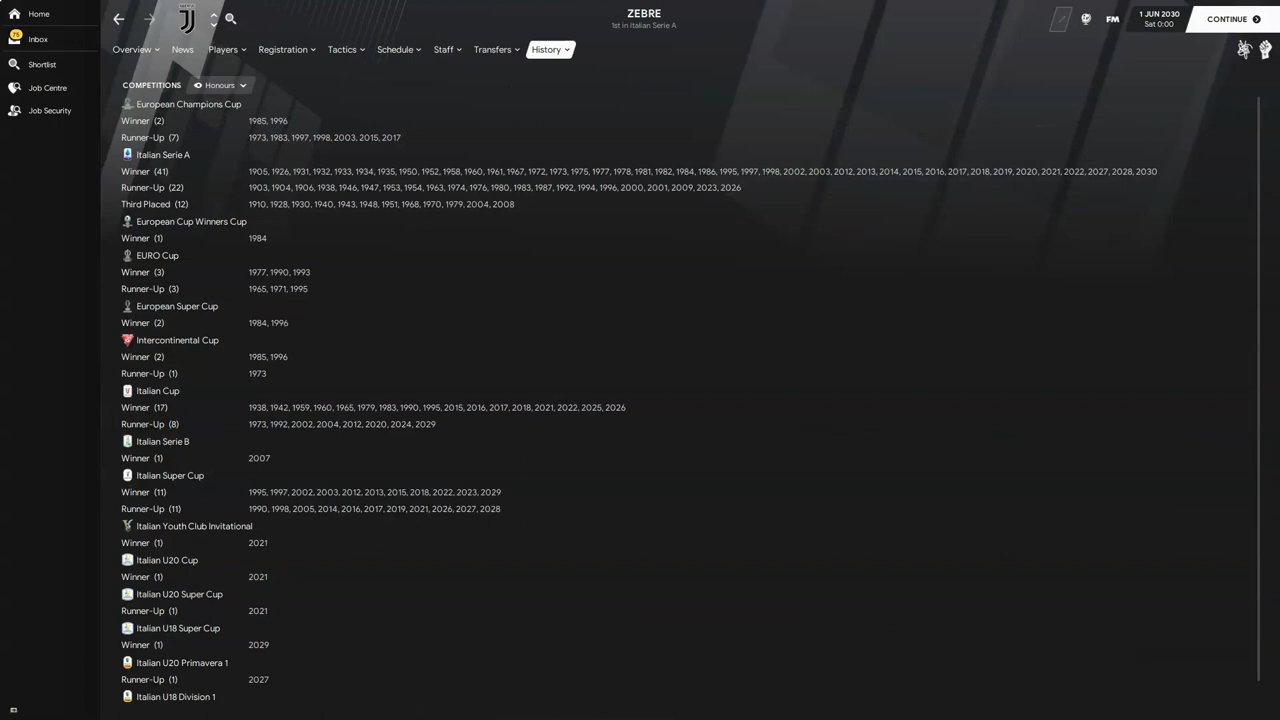 Home
ZEBRE
1st in Italian Serie A
FM
1 JUN 2030
Sat 0:00
CONTINUE
75
Inbox
Overview
News
Players
Registration
Tactics
Schedule
Staff
Transfers
History
Shortlist
Job Centre
Job Security
COMPETITIONS
Honours
European Champions Cup
Winner (2) 1985, 1996
Runner-Up (7) 1973, 1983, 1997, 1998, 2003, 2015, 2017
Italian Serie A
Winner (41) 1905, 1926, 1931, 1932, 1933, 1934, 1935, 1950, 1952, 1958, 1960, 1961, 1967, 1972, 1973, 1975, 1977, 1978, 1981, 1982, 1984, 1986, 1995, 1997, 1998, 2002, 2003, 2012, 2013, 2014, 2015, 2016, 2017, 2018, 2019, 2020, 2021, 2022, 2027, 2028, 2030
Runner-Up (22) 1903, 1904, 1906, 1938, 1946, 1947, 1953, 1954, 1963, 1974, 1976, 1980, 1983, 1987, 1992, 1994, 1996, 2000, 2001, 2009, 2023, 2026
Third Placed (12) 1910, 1928, 1930, 1940, 1943, 1948, 1951, 1968, 1970, 1979, 2004, 2008
European Cup Winners Cup
Winner (1) 1984
EURO Cup
Winner (3) 1977, 1990, 1993
Runner-Up (3) 1965, 1971, 1995
European Super Cup
Winner (2) 1984, 1996
Intercontinental Cup
Winner (2) 1985, 1996
Runner-Up (1) 1973
Italian Cup
Winner (17) 1938, 1942, 1959, 1960, 1965, 1979, 1983, 1990, 1995, 2015, 2016, 2017, 2018, 2021, 2022, 2025, 2026
Runner-Up (8) 1973, 1992, 2002, 2004, 2012, 2020, 2024, 2029
Italian Serie B
Winner (1) 2007
Italian Super Cup
Winner (11) 1995, 1997, 2002, 2003, 2012, 2013, 2015, 2018, 2022, 2023, 2029
Runner-Up (11) 1990, 1998, 2005, 2014, 2016, 2017, 2019, 2021, 2026, 2027, 2028
Italian Youth Club Invitational
Winner (1) 2021
Italian U20 Cup
Winner (1) 2021
Italian U20 Super Cup
Runner-Up (1) 2021
Italian U18 Super Cup
Winner (1) 2029
Italian U20 Primavera 1
Runner-Up (1) 2027
Italian U18 Division 1